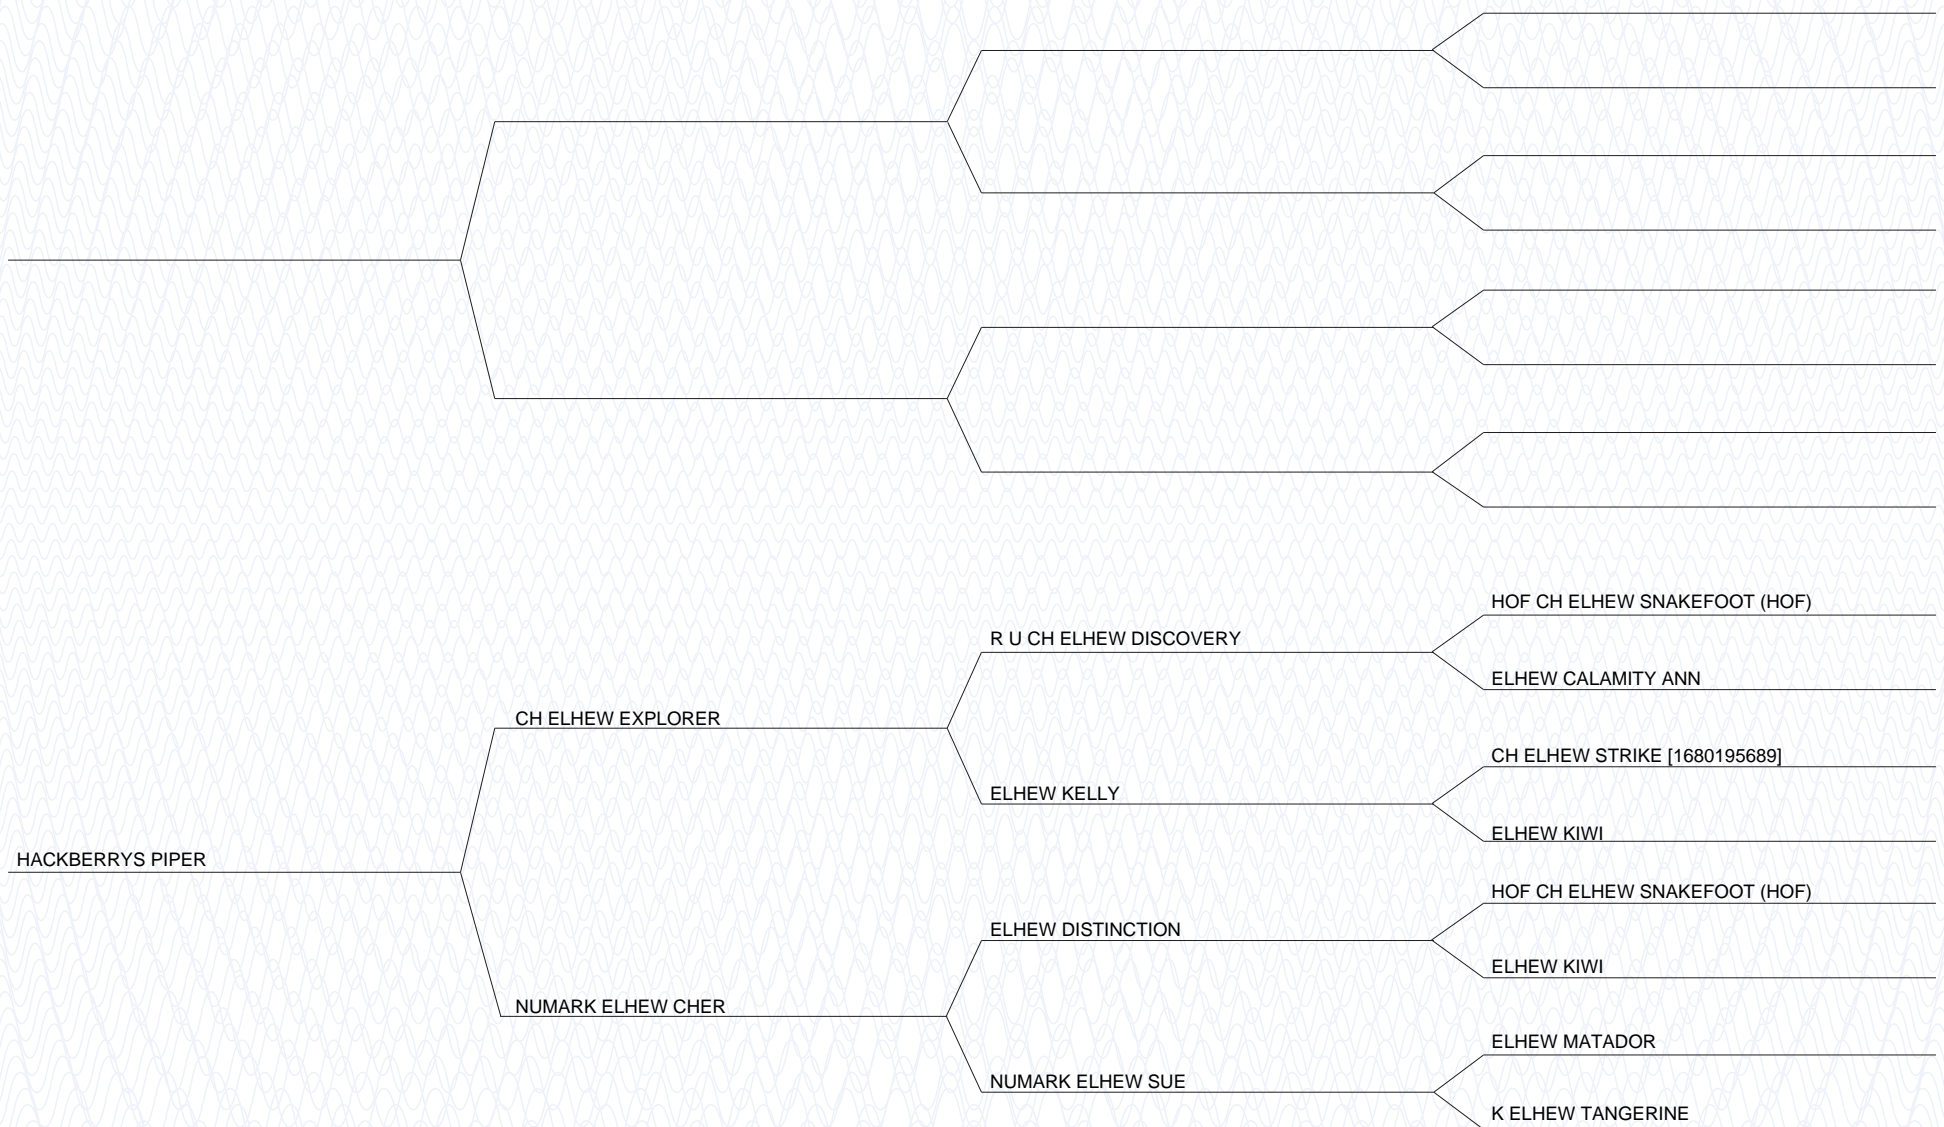 HOF CH ELHEW SNAKEFOOT (HOF)
R U CH ELHEW DISCOVERY
ELHEW CALAMITY ANN
CH ELHEW EXPLORER
CH ELHEW STRIKE [1680195689]
ELHEW KELLY
ELHEW KIWI
HACKBERRYS PIPER
HOF CH ELHEW SNAKEFOOT (HOF)
ELHEW DISTINCTION
ELHEW KIWI
NUMARK ELHEW CHER
ELHEW MATADOR
NUMARK ELHEW SUE
K ELHEW TANGERINE